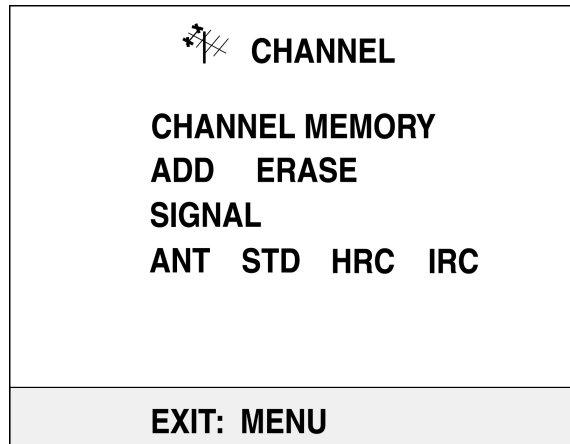 CHANNEL
CHANNEL MEMORY
ADD ERASE
SIGNAL
ANT STD HRC IRC
EXIT: MENU